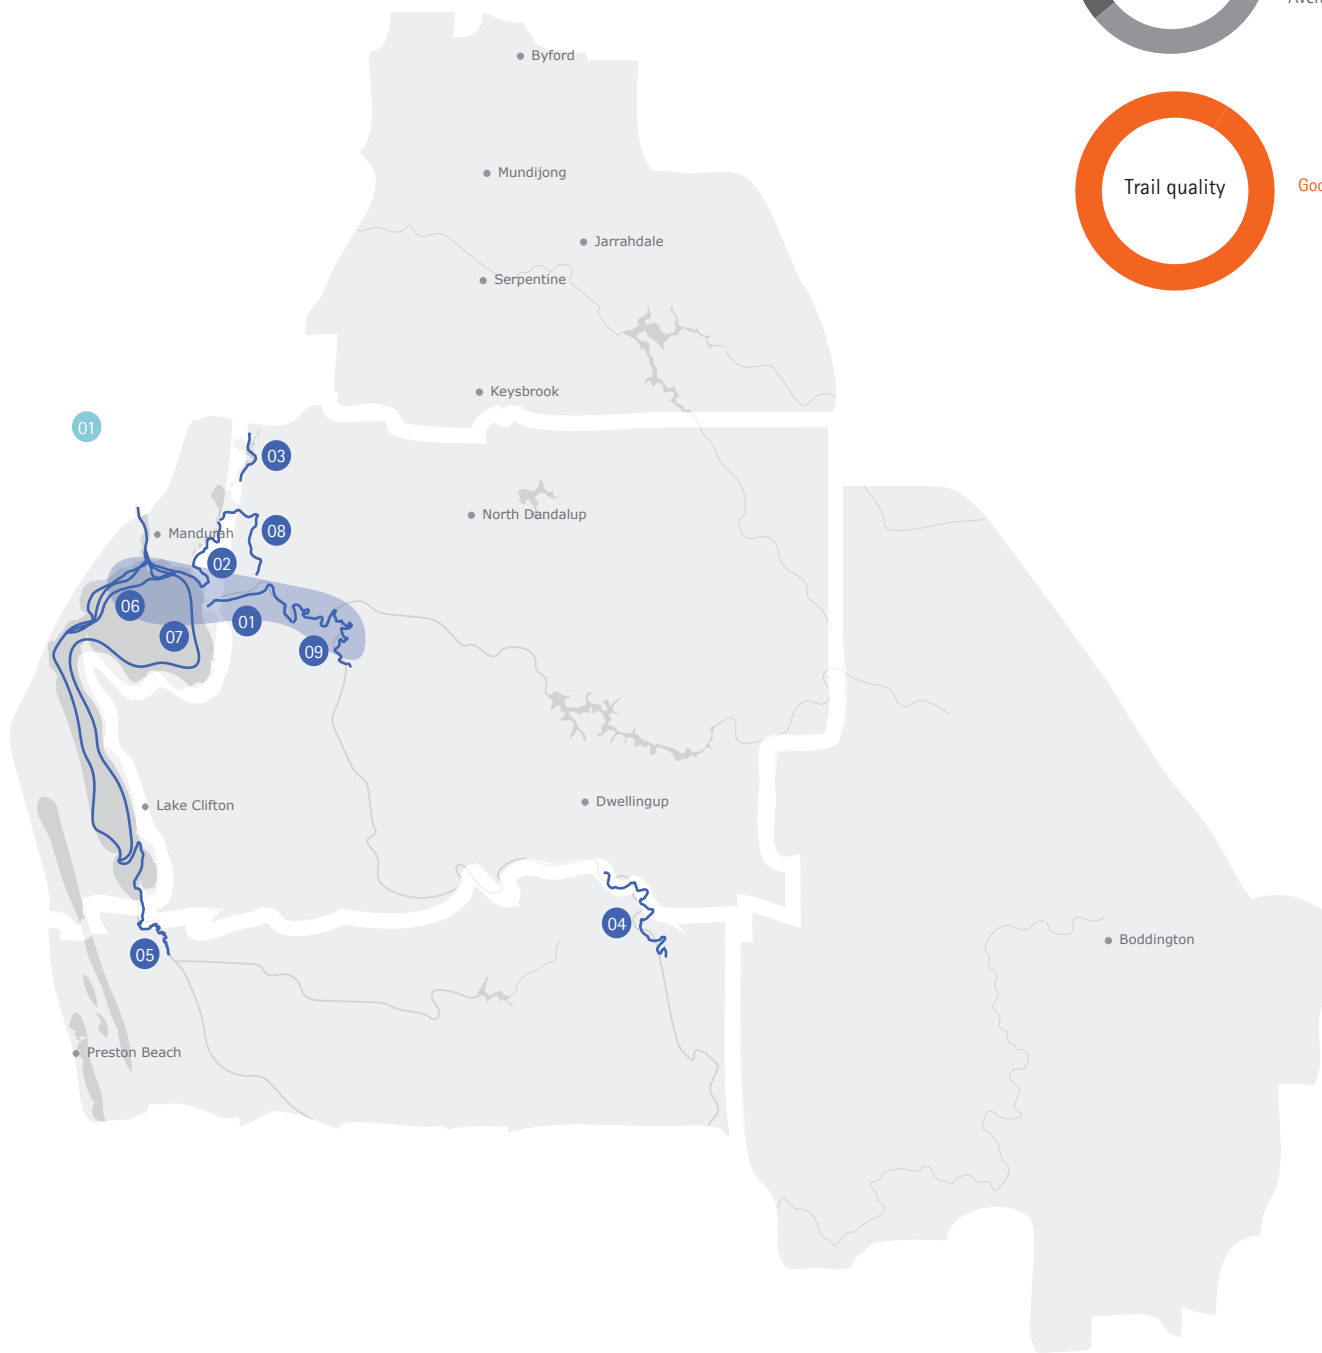 Byford
Mundijong
Trail quality
Jarrahdale
Serpentine
Keysbrook
01
03
North Dandalup
08
Mandurah
02
06
01
07
09
Lake Clifton
Dwellingup
04
Boddington
05
Preston Beach